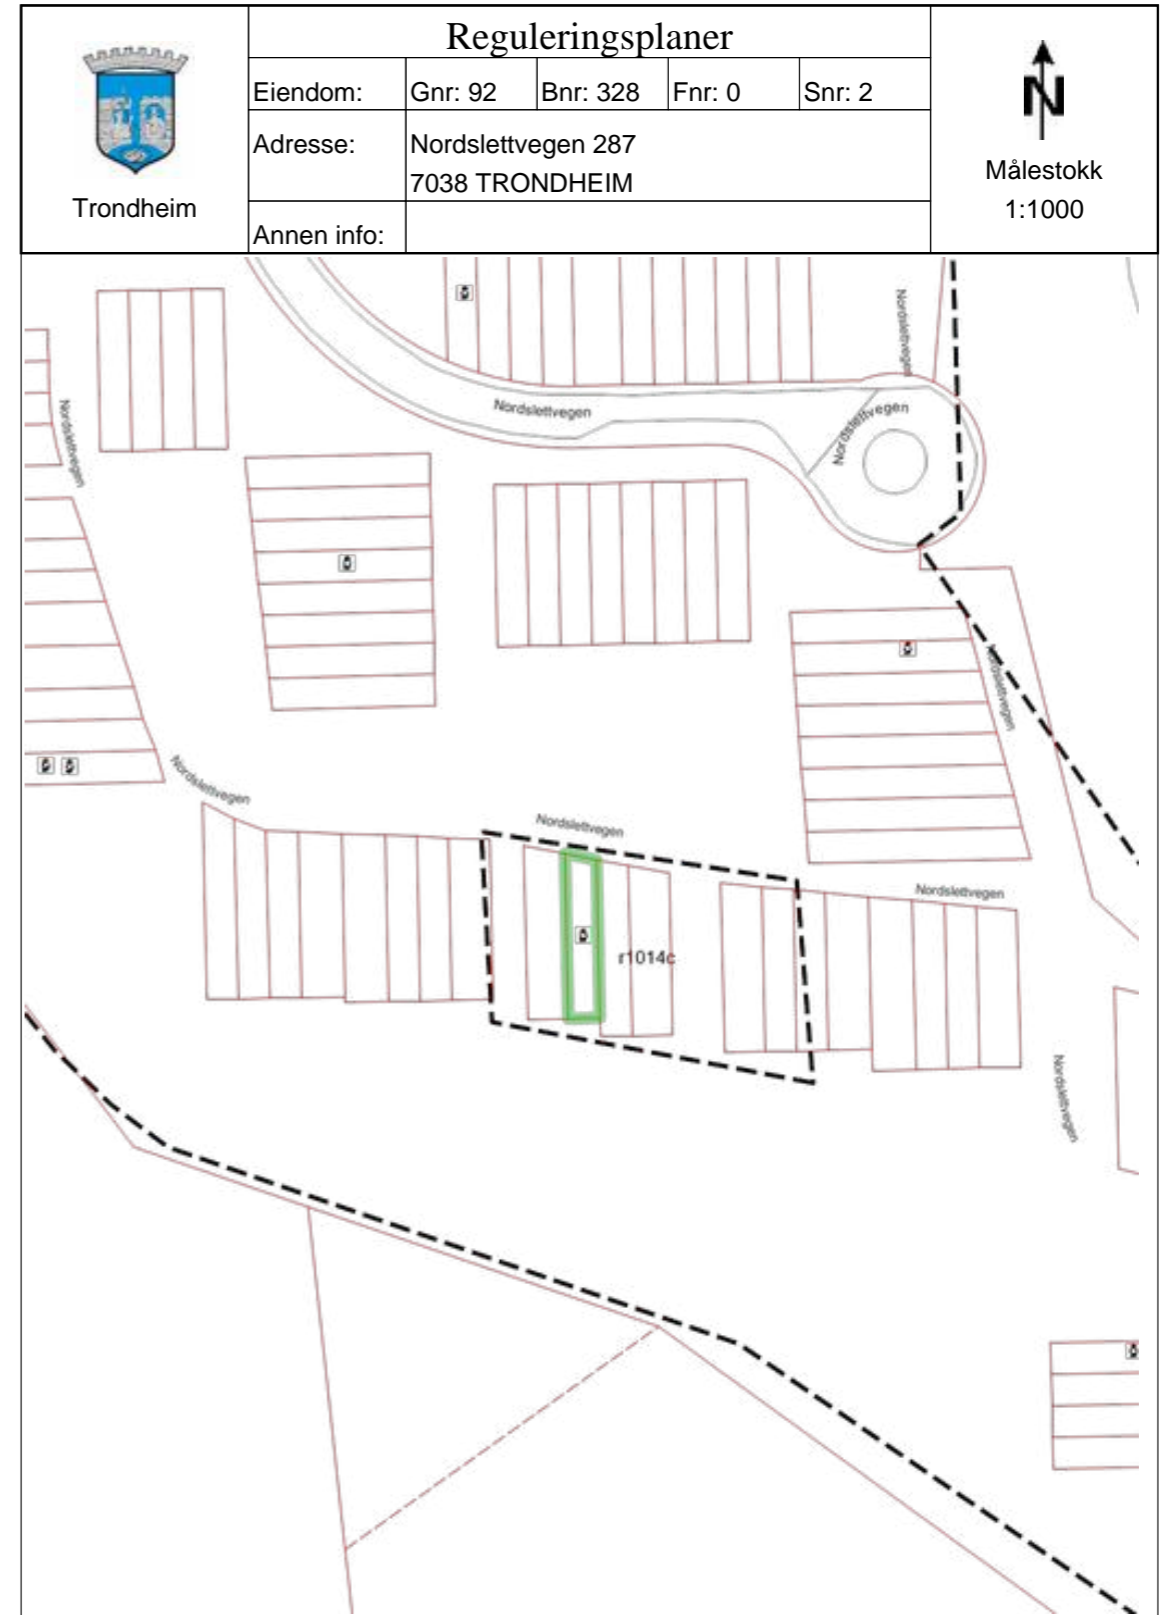 Reguleringsplaner
Eiendom: Gnr: 92 Bnr: 328 Fnr: 0 Snr: 2
Adresse: Nordslettvegen 287
7038 TRONDHEIM
Annen info:
Trondheim
N
Målestokk
1:1000
Nordslettvegen
Nordslettvegen
Nordslettvegen
Nordslettvegen
Nordslettvegen
Nordslettvegen
Nordslettvegen
Nordslettvegen
r1014c
Nordslettvegen